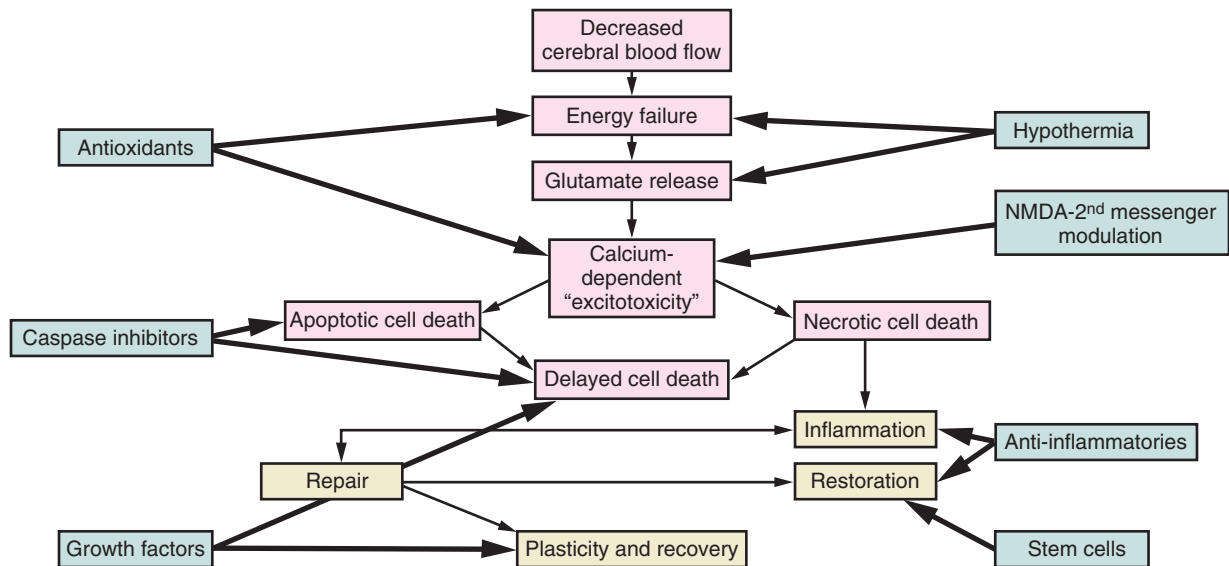 Decreased
cerebral blood flow
Energy failure
Antioxidants
Hypothermia
Glutamate release
NMDA-2nd messenger
modulation
Calcium-
dependent
“excitotoxicity”
Apoptotic cell death
Necrotic cell death
Caspase inhibitors
Delayed cell death
Inflammation
Anti-inflammatories
Repair
Restoration
Growth factors
Plasticity and recovery
Stem cells